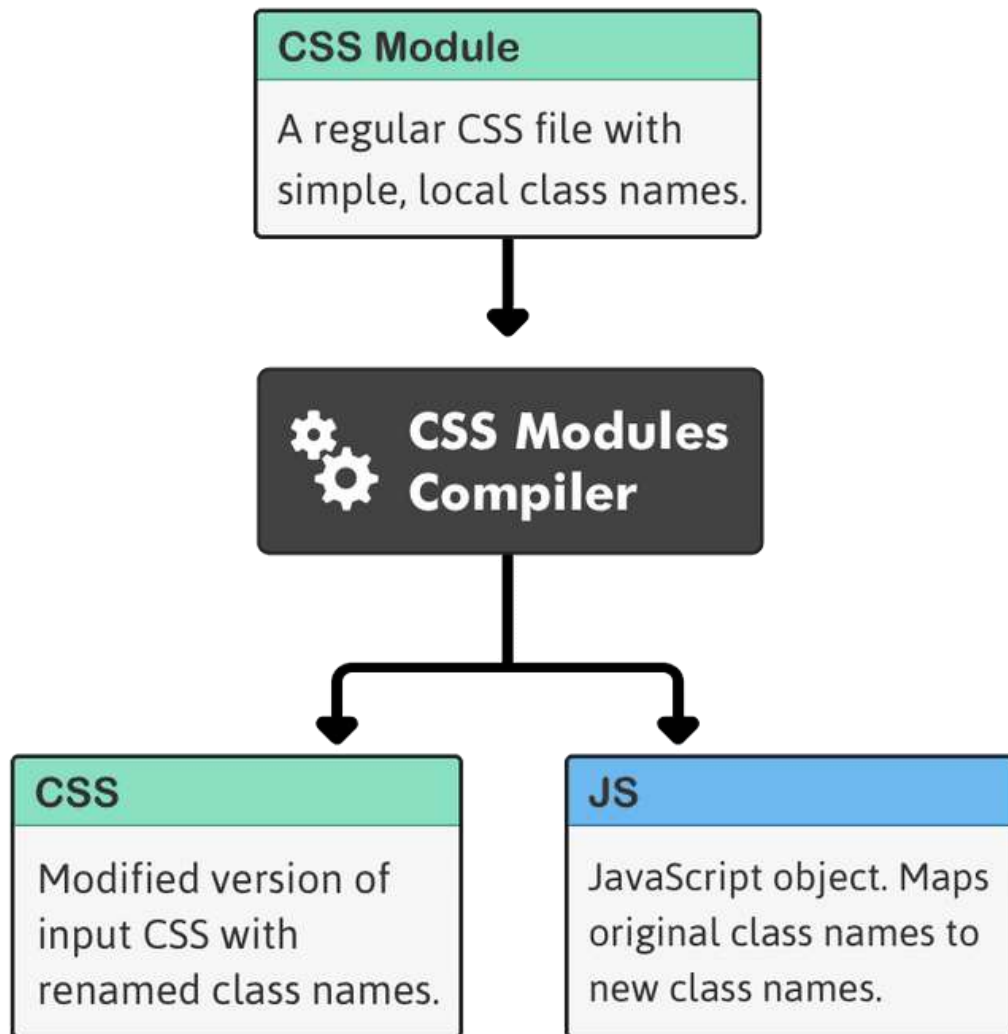 CSS Module
A regular CSS file with
simple, local class names.
CSS Modules
Compiler
CSS
Modified version of
input CSS with
renamed class names.
JS
JavaScript object. Maps
original class names to
new class names.